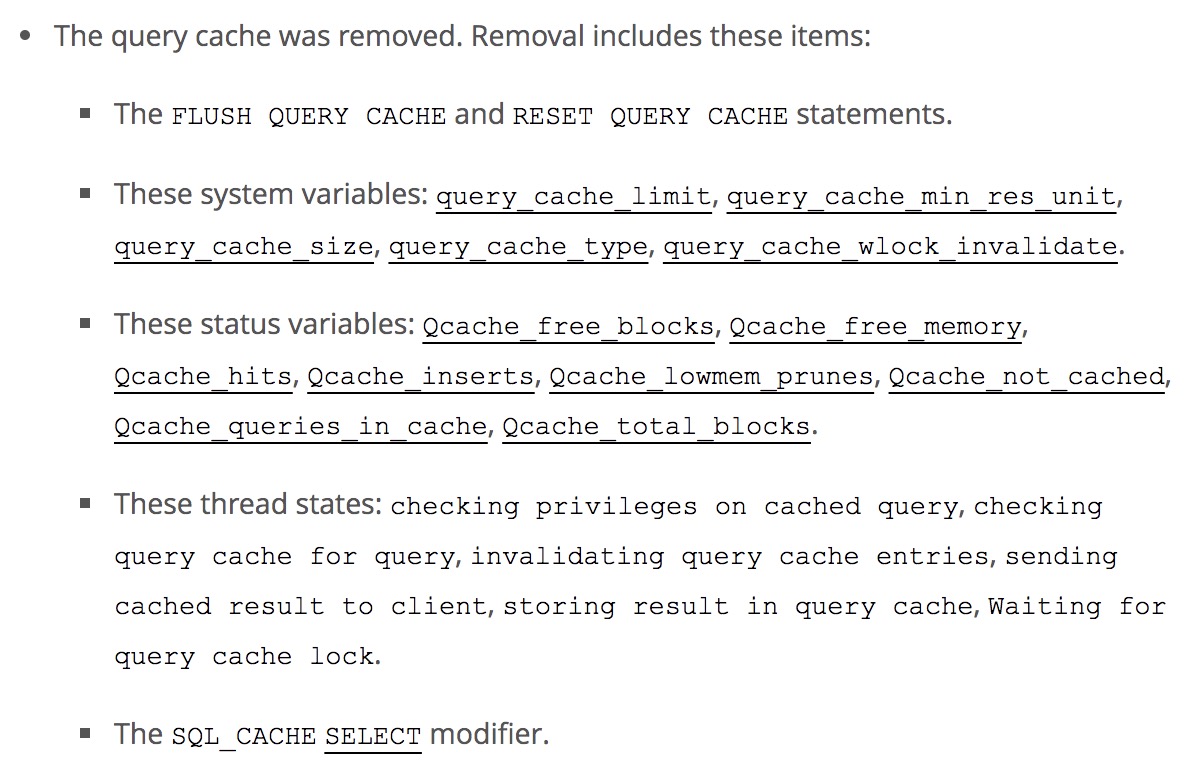 • The query cache was removed. Removal includes these items:
▪ The FLUSH QUERY CACHE and RESET QUERY CACHE statements.
▪ These system variables: query_cache_limit, query_cache_min_res_unit,
query_cache_size, query_cache_type, query_cache_wlock_invalidate.
▪ These status variables: Qcache_free_blocks, Qcache_free_memory,
Qcache_hits, Qcache_inserts, Qcache_lowmem_prunes, Qcache_not_cached,
Qcache_queries_in_cache, Qcache_total_blocks.
▪ These thread states: checking privileges on cached query, checking
query cache for query, invalidating query cache entries, sending
cached result to client, storing result in query cache, Waiting for
query cache lock.
▪ The SQL_CACHE SELECT modifier.